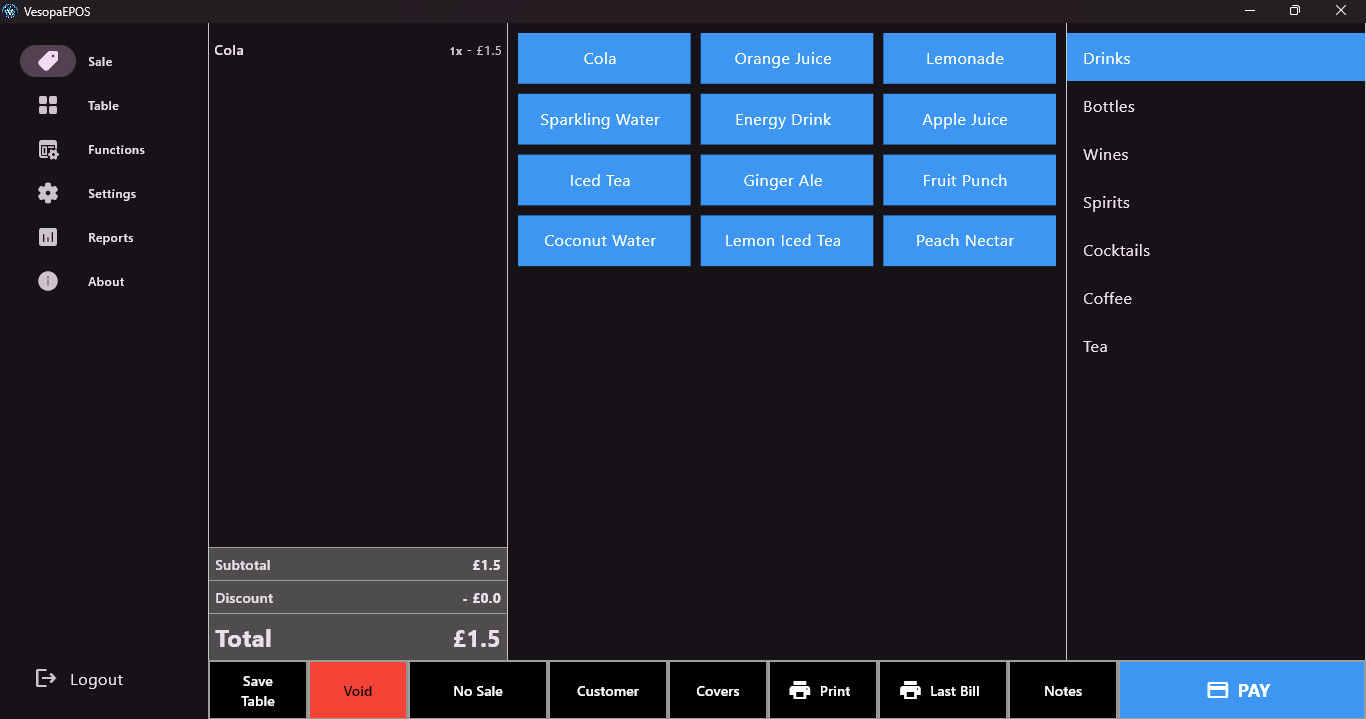 VesopaEPOS
Sale
Table
Functions
Settings
Reports
About
Logout
Cola 1x - £1.5
Subtotal £1.5
Discount - £0.0
Total £1.5
Cola Orange Juice Lemonade
Sparkling Water Energy Drink Apple Juice
Iced Tea Ginger Ale Fruit Punch
Coconut Water Lemon Iced Tea Peach Nectar
Drinks
Bottles
Wines
Spirits
Cocktails
Coffee
Tea
Save
Table
Void
No Sale
Customer
Covers
Print
Last Bill
Notes
PAY